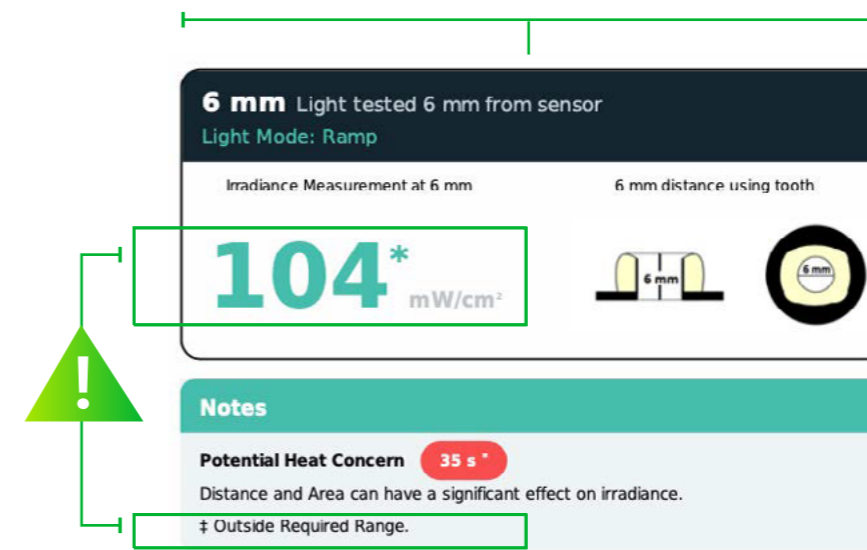 6 mm Light tested 6 mm from sensor
Light Mode: Ramp
Irradiance Measurement at 6 mm
6 mm distance using tooth
104* mW/cm²
6 mm
6 mm
!
Notes
Potential Heat Concern 35 s *
Distance and Area can have a significant effect on irradiance.
‡ Outside Required Range.